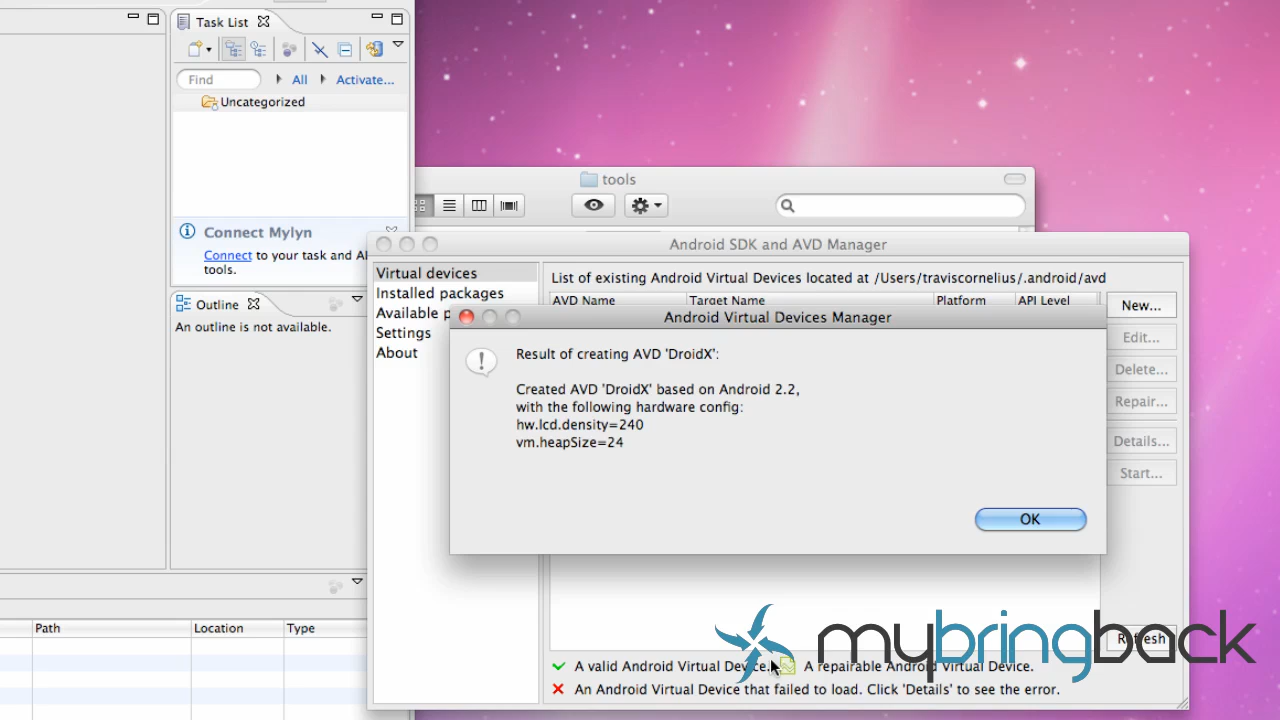 Task List
Find
All
Activate...
Uncategorized
Connect Mylyn
Connect to your task and
tools.
Outline
An outline is not available.
Path Location Type
tools
Android SDK and AVD Manager
Virtual devices
Installed packages
Available
Settings
About
List of existing Android Virtual Devices located at /Users/traviscornelius/.android/avd
AVD Name Target Name Platform API Level
New...
Edit...
Delete...
Repair...
Details...
Start...
Refresh
Android Virtual Devices Manager
Result of creating AVD 'DroidX':
Created AVD 'DroidX' based on Android 2.2,
with the following hardware config:
hw.lcd.density=240
vm.heapSize=24
OK
A valid Android Virtual Device. A repairable Android Virtual Device.
An Android Virtual Device that failed to load. Click 'Details' to see the error.
mybringback